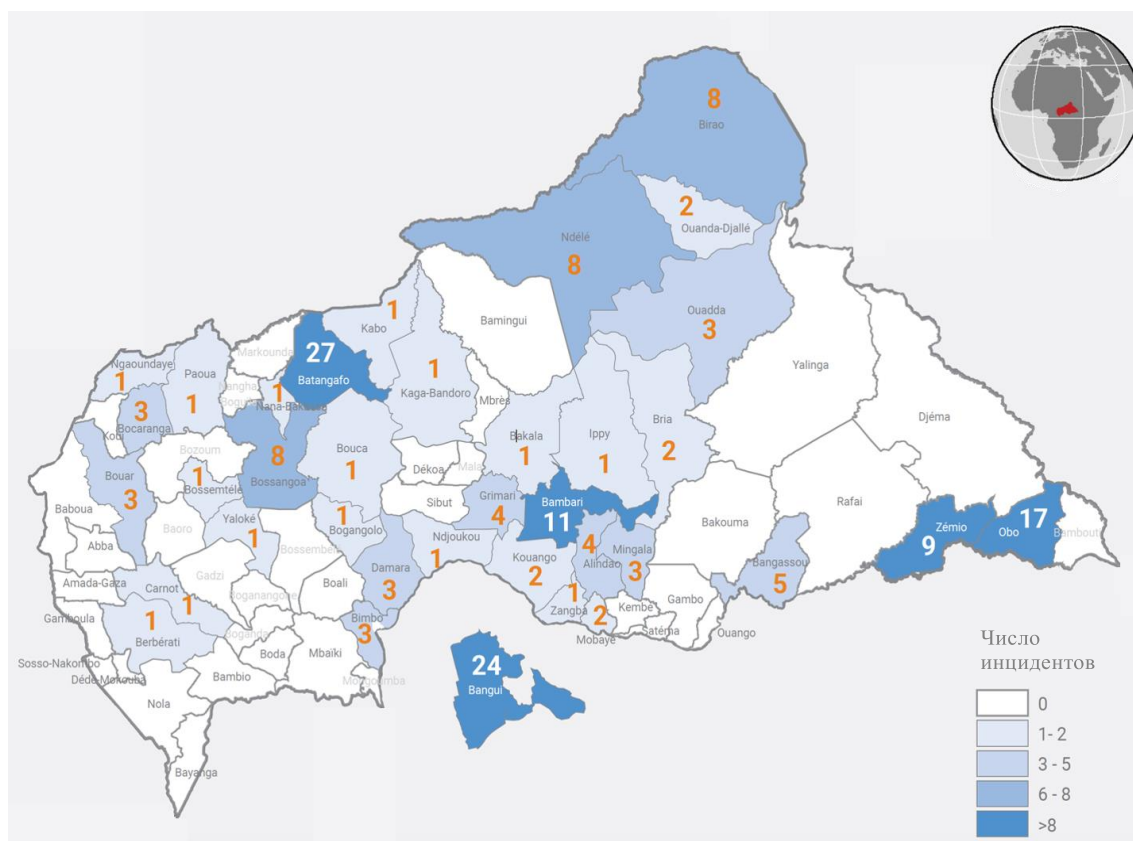 8
Birao
2
Ouanda-Djallé
Ndélé
8
Ouadda
3
1
Kabo
Bamingui
Yalinga
27
Batangafo
Markounda
Ngaoundaye
1
Paoua
1
1
Kaga-Bandoro
Nangha
1
Nana-Bakassa
Mbrès
Djéma
3
Bocaranga
Bouca
1
Bakala
1
Ippy
1
Bria
2
Bozoum
8
Bossangoa
Dékoa
Mala
Bouar
3
1
Bossemtélé
Sibut
Grimari
4
Bambari
11
Rafai
Baboua
Baoro
Yaloké
1
1
Bogangolo
Ndjoukou
1
Bakouma
Zémio
9
17
Obo
Bambouti
Abba
Bossembélé
Damara
3
Kouango
2
4
Alindao
Mingala
3
Bangassou
5
Gadzi
Boali
Amada-Gaza
Carnot
1
Boganangone
1
Zangba
2
Kembé
Gambo
Gamboula
1
Berbérati
Bimbo
3
Mobaye
Satéma
Ouango
Boganda
Boda
Mbaïki
Sosso-Nakombo
Dédé-Mokouba
Bambio
Mongoumba
24
Bangui
Nola
Bayanga
Число
инцидентов
0
1- 2
3 - 5
6 - 8
>8